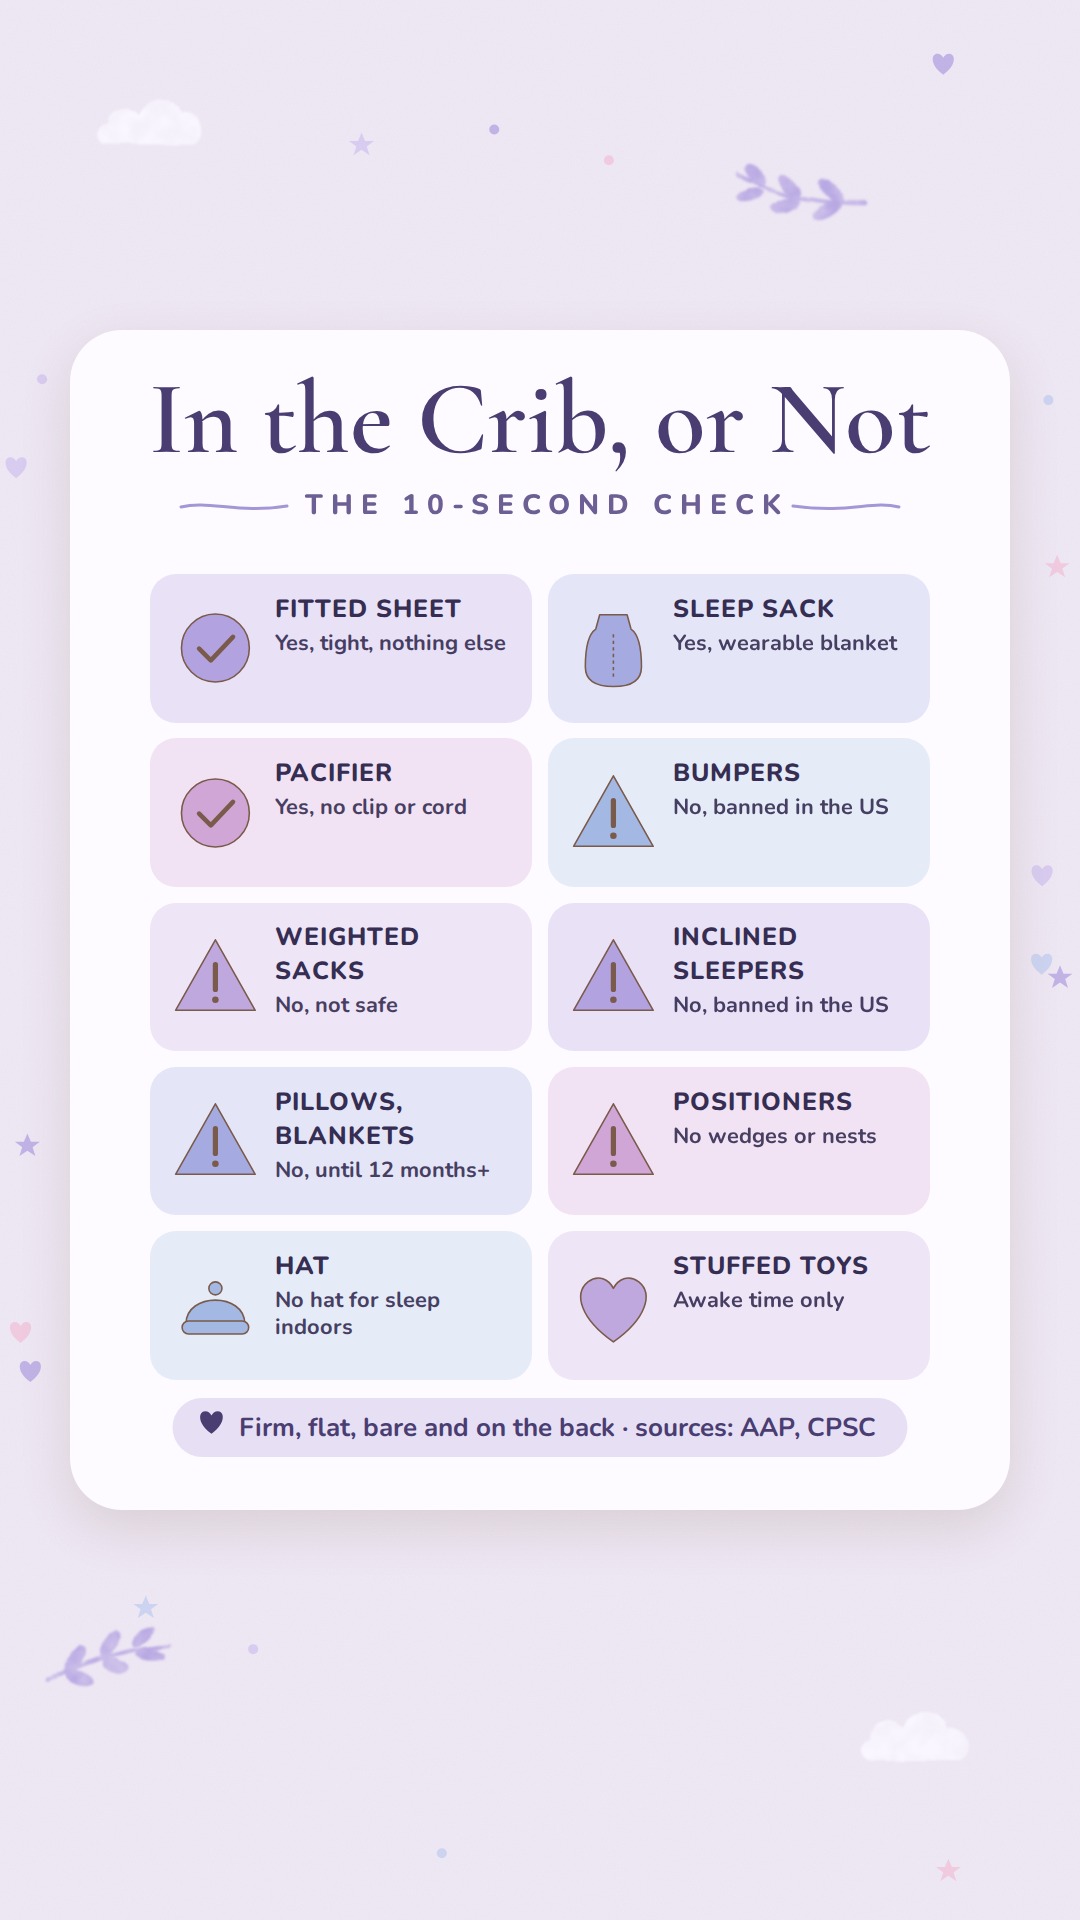 In the Crib, or Not
THE 10-SECOND CHECK
FITTED SHEET
Yes, tight, nothing else
SLEEP SACK
Yes, wearable blanket
PACIFIER
Yes, no clip or cord
BUMPERS
No, banned in the US
WEIGHTED
SACKS
No, not safe
INCLINED
SLEEPERS
No, banned in the US
PILLOWS,
BLANKETS
No, until 12 months+
POSITIONERS
No wedges or nests
HAT
No hat for sleep
indoors
STUFFED TOYS
Awake time only
Firm, flat, bare and on the back · sources: AAP, CPSC